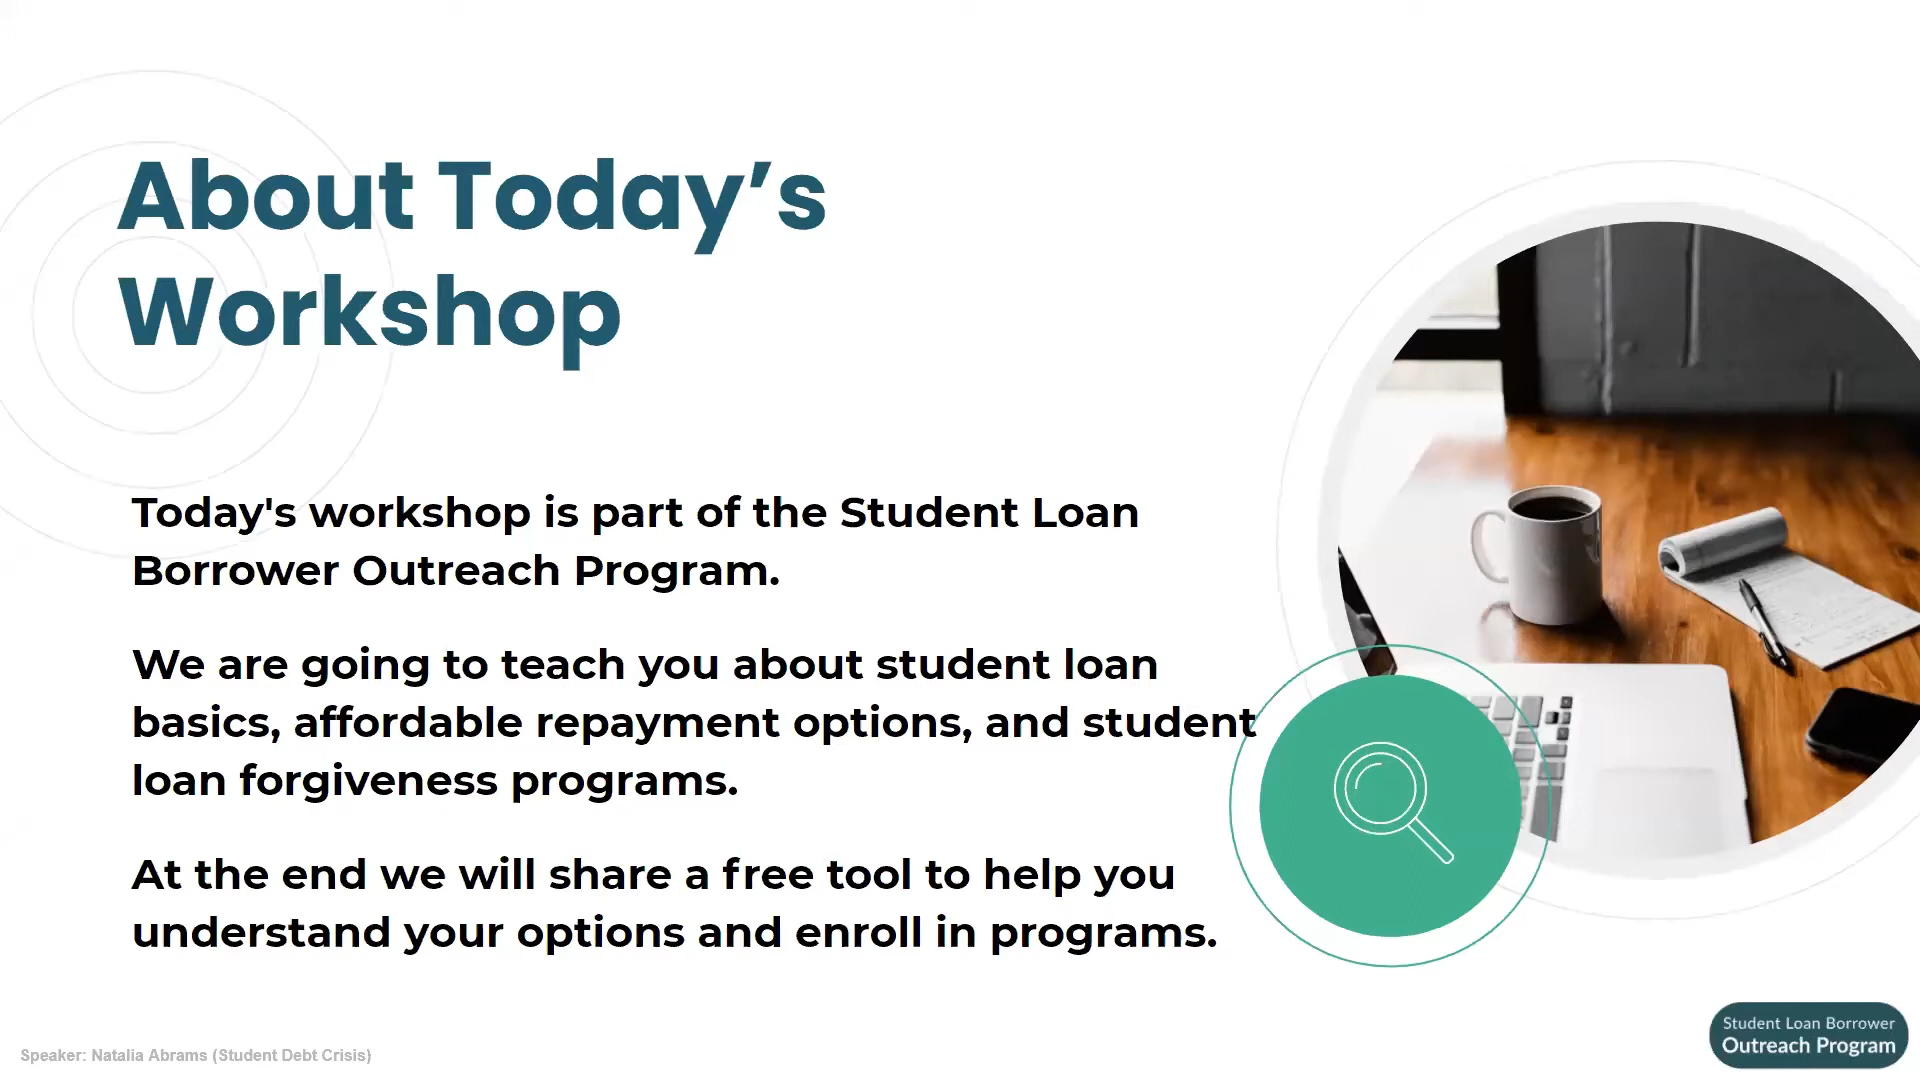 About Today’s
Workshop
Today's workshop is part of the Student Loan
Borrower Outreach Program.
We are going to teach you about student loan
basics, affordable repayment options, and student
loan forgiveness programs.
At the end we will share a free tool to help you
understand your options and enroll in programs.
Speaker: Natalia Abrams (Student Debt Crisis)
Student Loan Borrower
Outreach Program